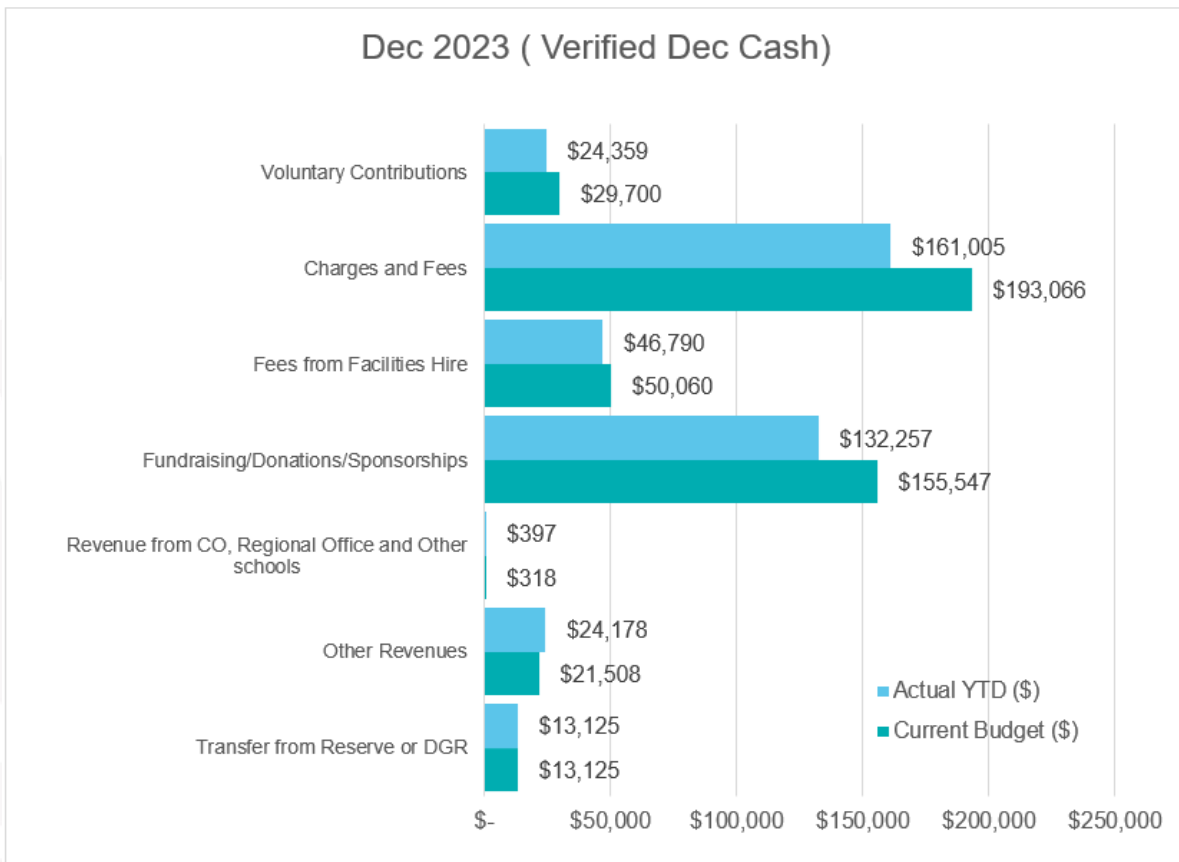 Dec 2023 ( Verified Dec Cash)
Voluntary Contributions
$24,359
$29,700
Charges and Fees
$161,005
$193,066
Fees from Facilities Hire
$46,790
$50,060
Fundraising/Donations/Sponsorships
$132,257
$155,547
Revenue from CO, Regional Office and Other
schools
$397
$318
Other Revenues
$24,178
$21,508
Transfer from Reserve or DGR
$13,125
$13,125
Actual YTD ($)
Current Budget ($)
$- $50,000 $100,000 $150,000 $200,000 $250,000